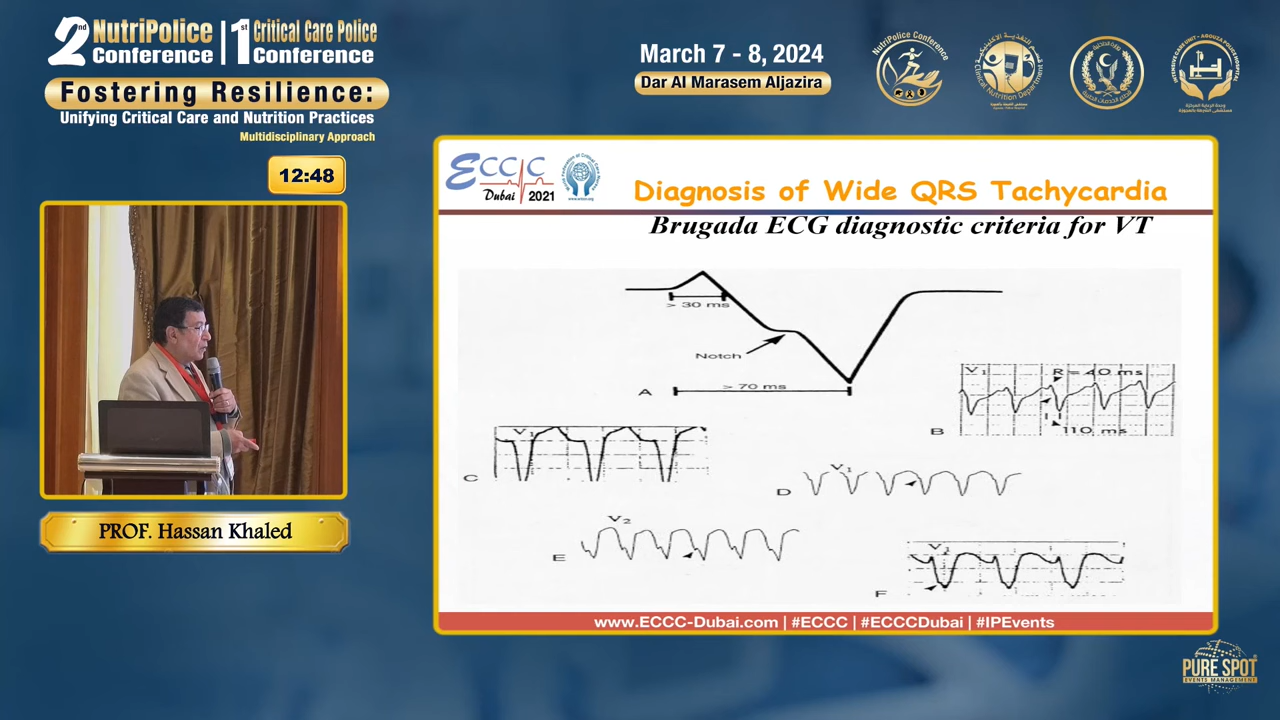 2nd NutriPolice Conference | 1st Critical Care Police Conference
Fostering Resilience:
Unifying Critical Care and Nutrition Practices
Multidisciplinary Approach
March 7 - 8, 2024
Dar Al Marasem Aljazira
NutriPolice Conference
12:48
ECCC
Dubai 2021
Diagnosis of Wide QRS Tachycardia
Brugada ECG diagnostic criteria for VT
> 30 ms
Notch
> 70 ms
A
V1
R = 40 ms
110 ms
B
V1
C
V1
D
V2
E
F
PROF. Hassan Khaled
www.ECCC-Dubai.com | #ECCC | #ECCCDubai | #IPEvents
PURE SPOT
EVENTS MANAGEMENT